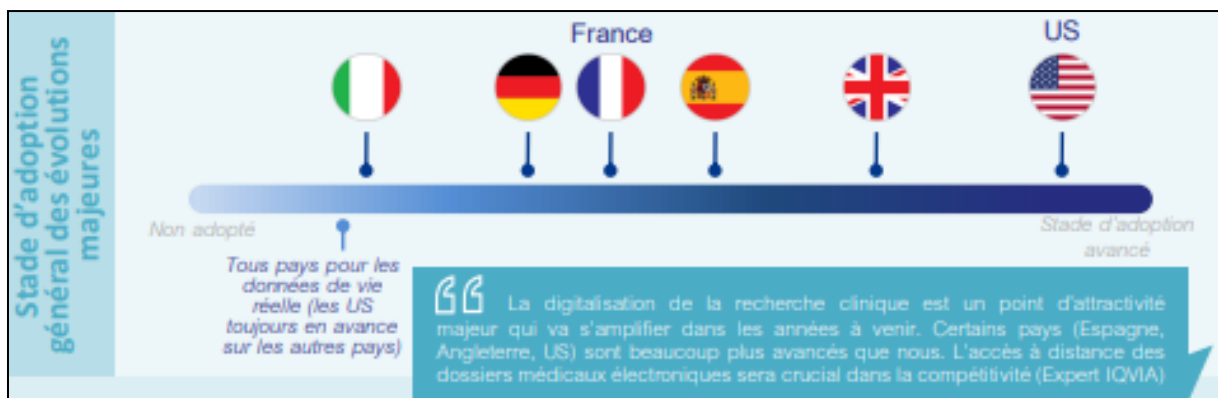 Stade d'adoption
général des évolutions
majeures
France
US
Non adopté
Stade d'adoption
avancé
Tous pays pour les
données de vie
réelle (les US
toujours en avance
sur les autres pays)
La digitalisation de la recherche clinique est un point d'attractivité
majeur qui va s'amplifier dans les années à venir. Certains pays (Espagne,
Angleterre, US) sont beaucoup plus avancés que nous. L'accès à distance des
dossiers médicaux électroniques sera crucial dans la compétitivité (Expert IQVIA)